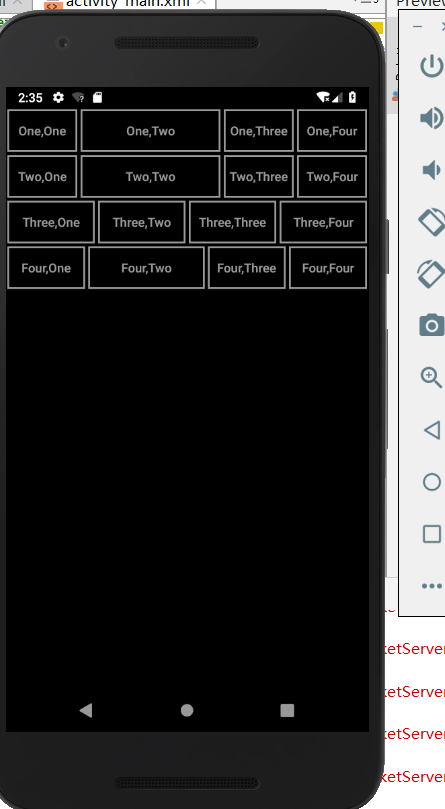 activity_main.xml
Preview
2:35
One,One One,Two One,Three One,Four
Two,One Two,Two Two,Three Two,Four
Three,One Three,Two Three,Three Three,Four
Four,One Four,Two Four,Three Four,Four
ketServer
ketServer
ketServer
ketServer